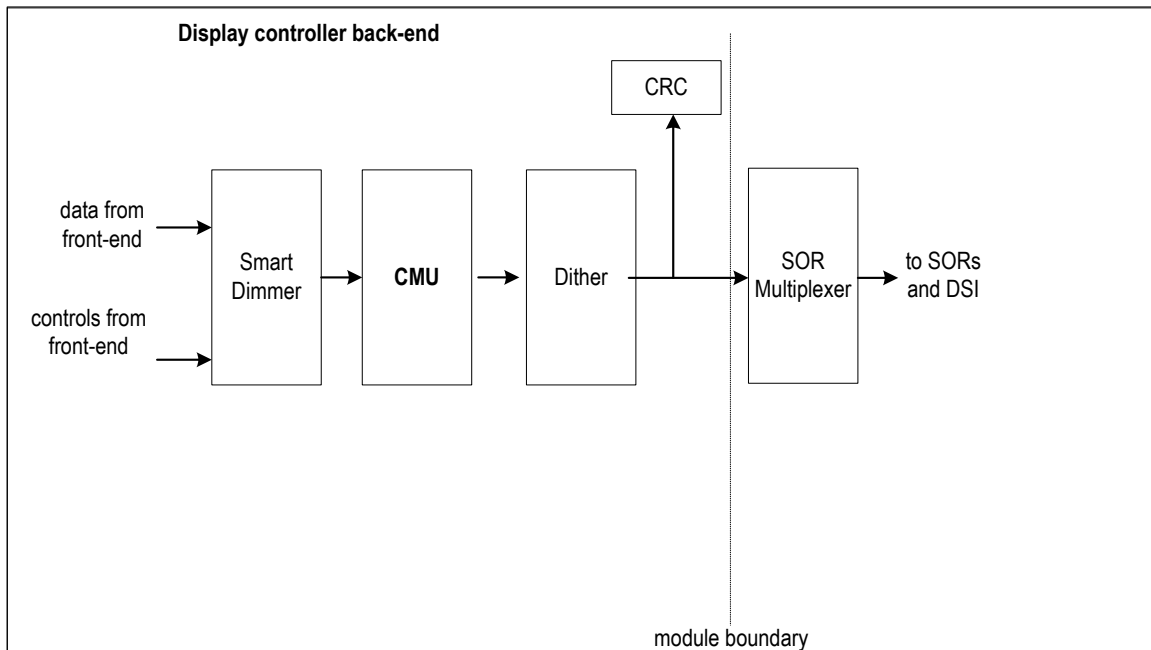 Display controller back-end
CRC
data from
front-end
controls from
front-end
Smart
Dimmer
CMU
Dither
SOR
Multiplexer
to SORs
and DSI
module boundary